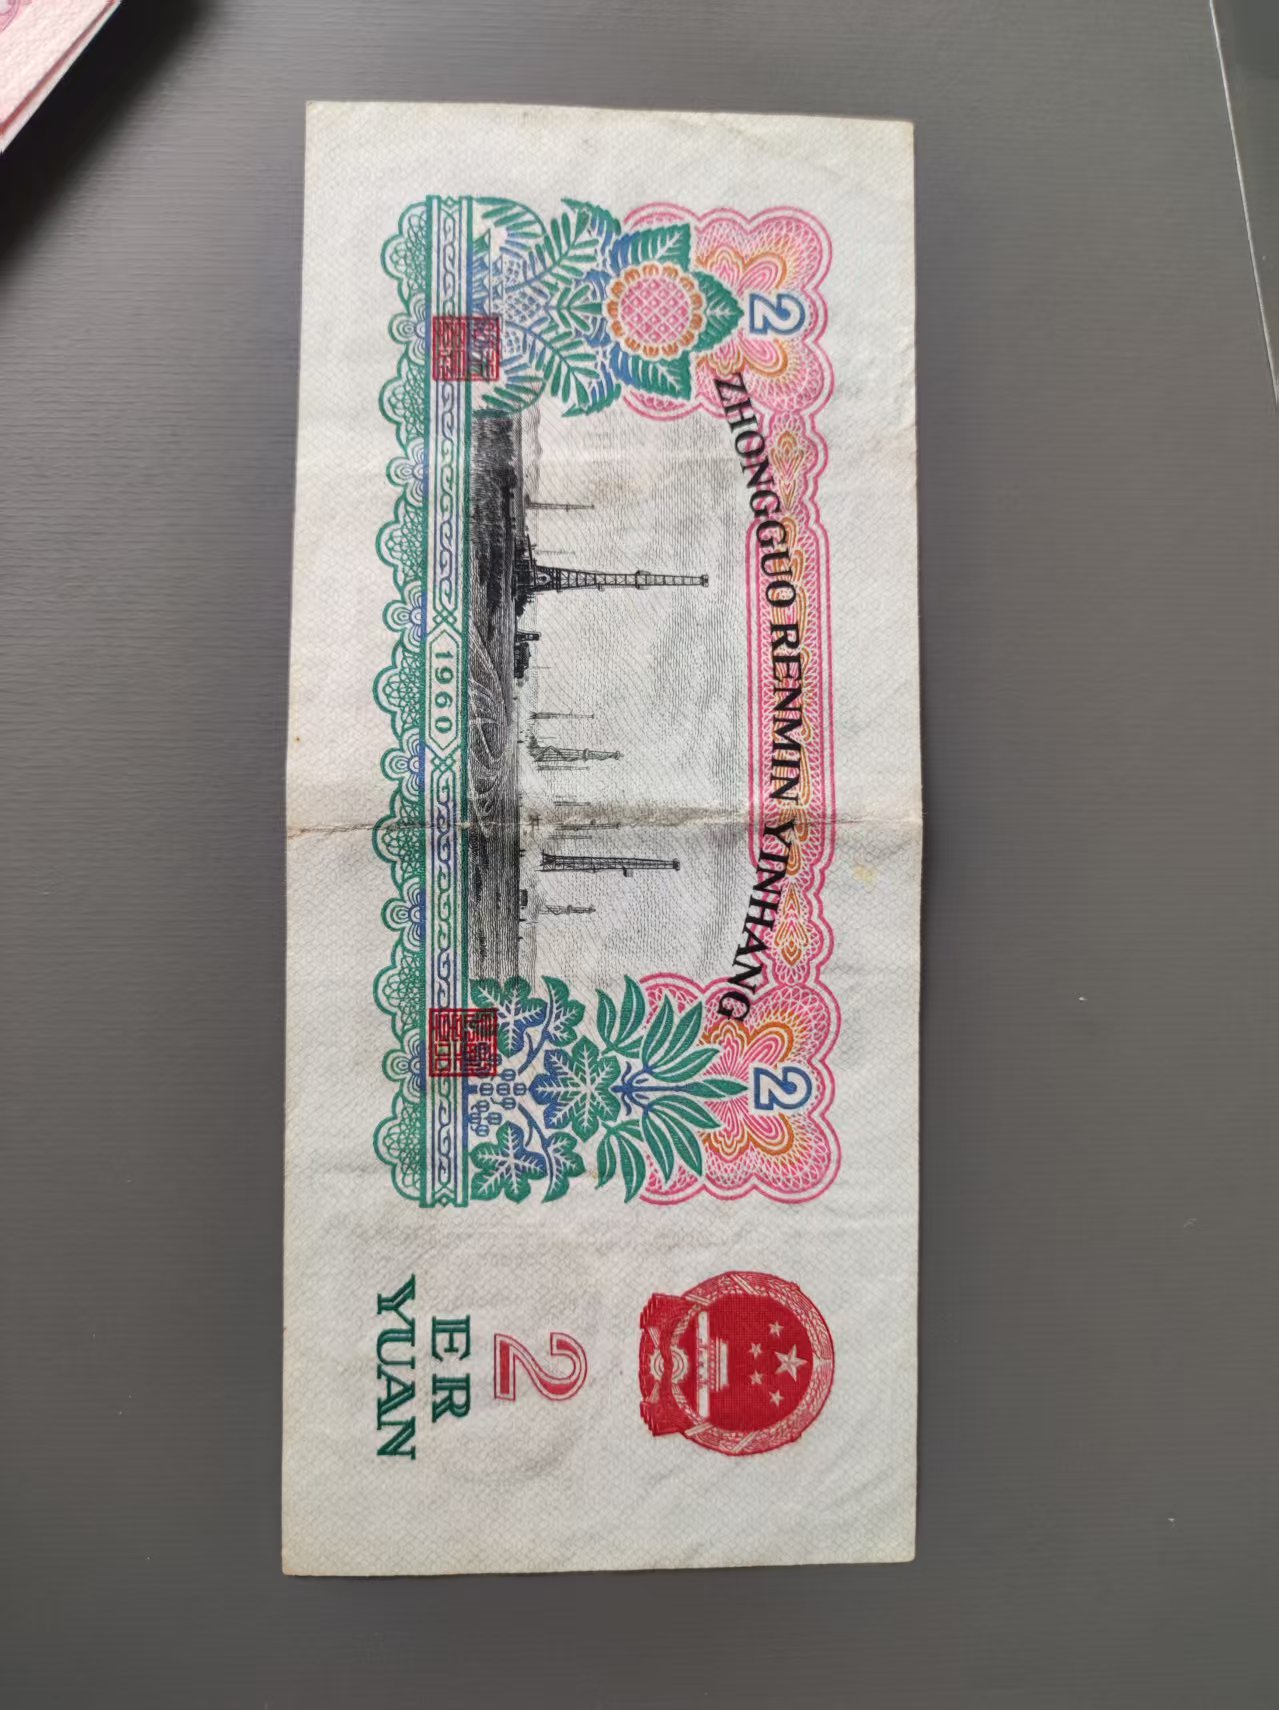 ZHONGGUO RENMIN YINHANG
2
2
2
ER
YUAN
1960